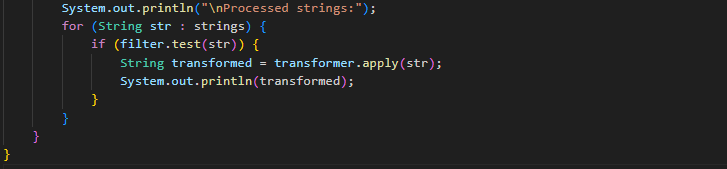 System.out.println("\nProcessed strings:");
for (String str : strings) {
if (filter.test(str)) {
String transformed = transformer.apply(str);
System.out.println(transformed);
}
}
}
}